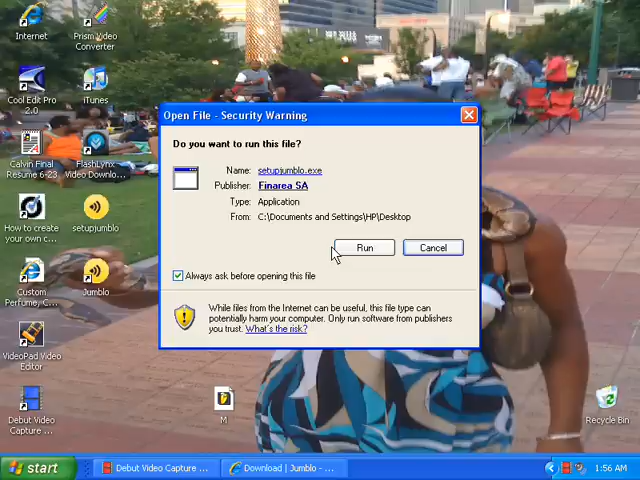 Internet
Prism Video
Converter
Cool Edit Pro
2.0
iTunes
Calvin Final
Resume 6-23
FlashLynx
Video Downlo...
How to create
your own c...
setupjumblo
Custom
Perfume, C...
Jumblo
VideoPad Video
Editor
Debut Video
Capture ...
M
Recycle Bin
Open File - Security Warning
Do you want to run this file?
Name: setupjumblo.exe
Publisher: Finarea SA
Type: Application
From: C:\Documents and Settings\HP\Desktop
Run
Cancel
Always ask before opening this file
While files from the Internet can be useful, this file type can
potentially harm your computer. Only run software from publishers
you trust. What's the risk?
start
Debut Video Capture ...
Download | Jumblo - ...
1:56 AM